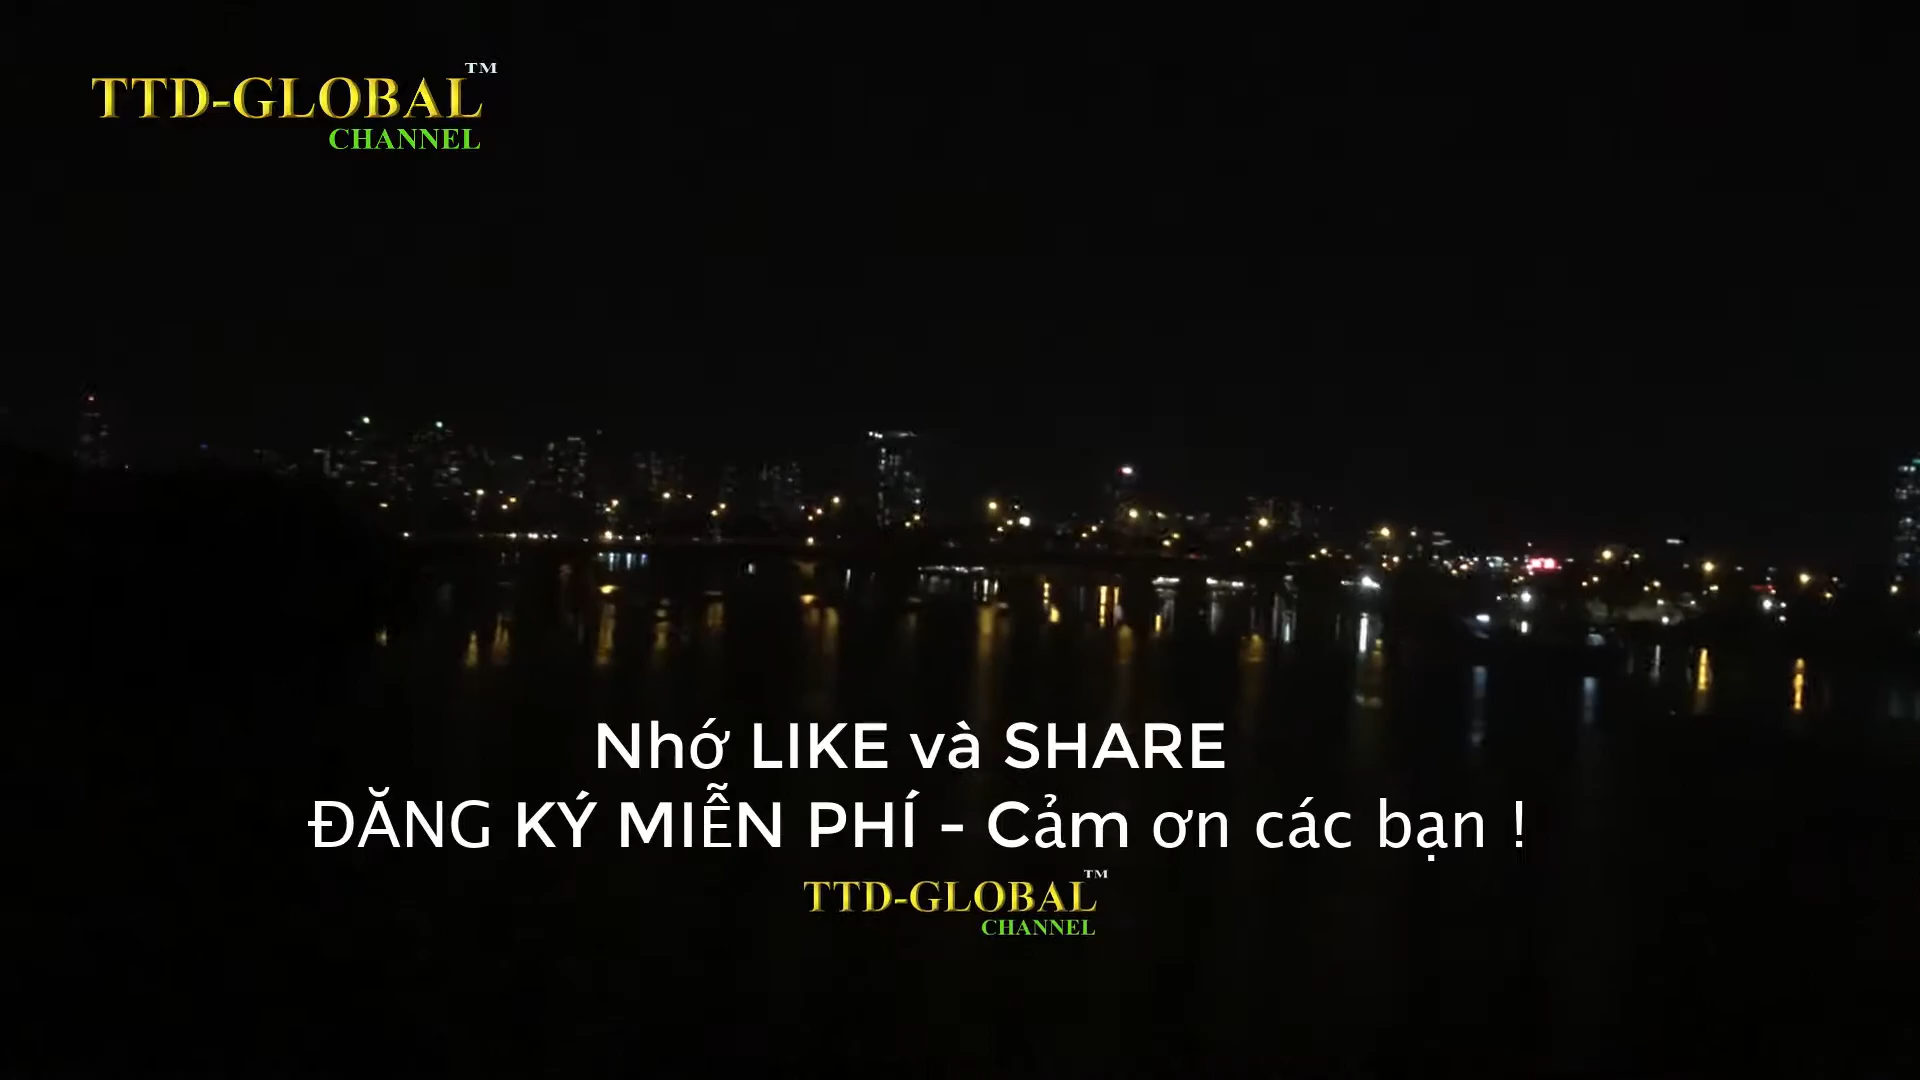 TTD-GLOBAL™
CHANNEL
Nhớ LIKE và SHARE
ĐĂNG KÝ MIỄN PHÍ - Cảm ơn các bạn !
TTD-GLOBAL™
CHANNEL